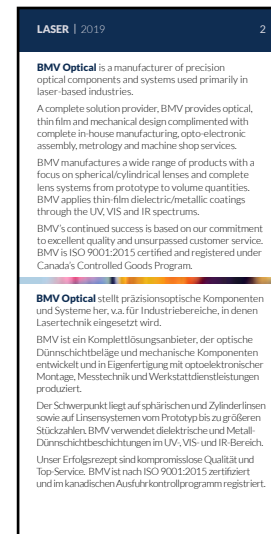 LASER | 2019 2
BMV Optical is a manufacturer of precision
optical components and systems used primarily in
laser-based industries.
A complete solution provider, BMV provides optical,
thin film and mechanical design complimented with
complete in-house manufacturing, opto-electronic
assembly, metrology and machine shop services.
BMV manufactures a wide range of products with a
focus on spherical/cylindrical lenses and complete
lens systems from prototype to volume quantities.
BMV applies thin-film dielectric/metallic coatings
through the UV, VIS and IR spectrums.
BMV's continued success is based on our commitment
to excellent quality and unsurpassed customer service.
BMV is ISO 9001:2015 certified and registered under
Canada's Controlled Goods Program.
BMV Optical stellt präzisionsoptische Komponenten
und Systeme her, v.a. für Industriebereiche, in denen
Lasertechnik eingesetzt wird.
BMV ist ein Komplettlösungsanbieter, der optische
Dünnschichtbeläge und mechanische Komponenten
entwickelt und in Eigenfertigung mit optoelektronischer
Montage, Messtechnik und Werkstattdienstleistungen
produziert.
Der Schwerpunkt liegt auf sphärischen und Zylinderlinsen
sowie auf Linsensystemen vom Prototyp bis zu größeren
Stückzahlen. BMV verwendet dielektrische und Metall-
Dünnschichtbeschichtungen im UV-, VIS- und IR-Bereich.
Unser Erfolgsrezept sind kompromisslose Qualität und
Top-Service. BMV ist nach ISO 9001:2015 zertifiziert
und im kanadischen Ausfuhrkontrollprogramm registriert.